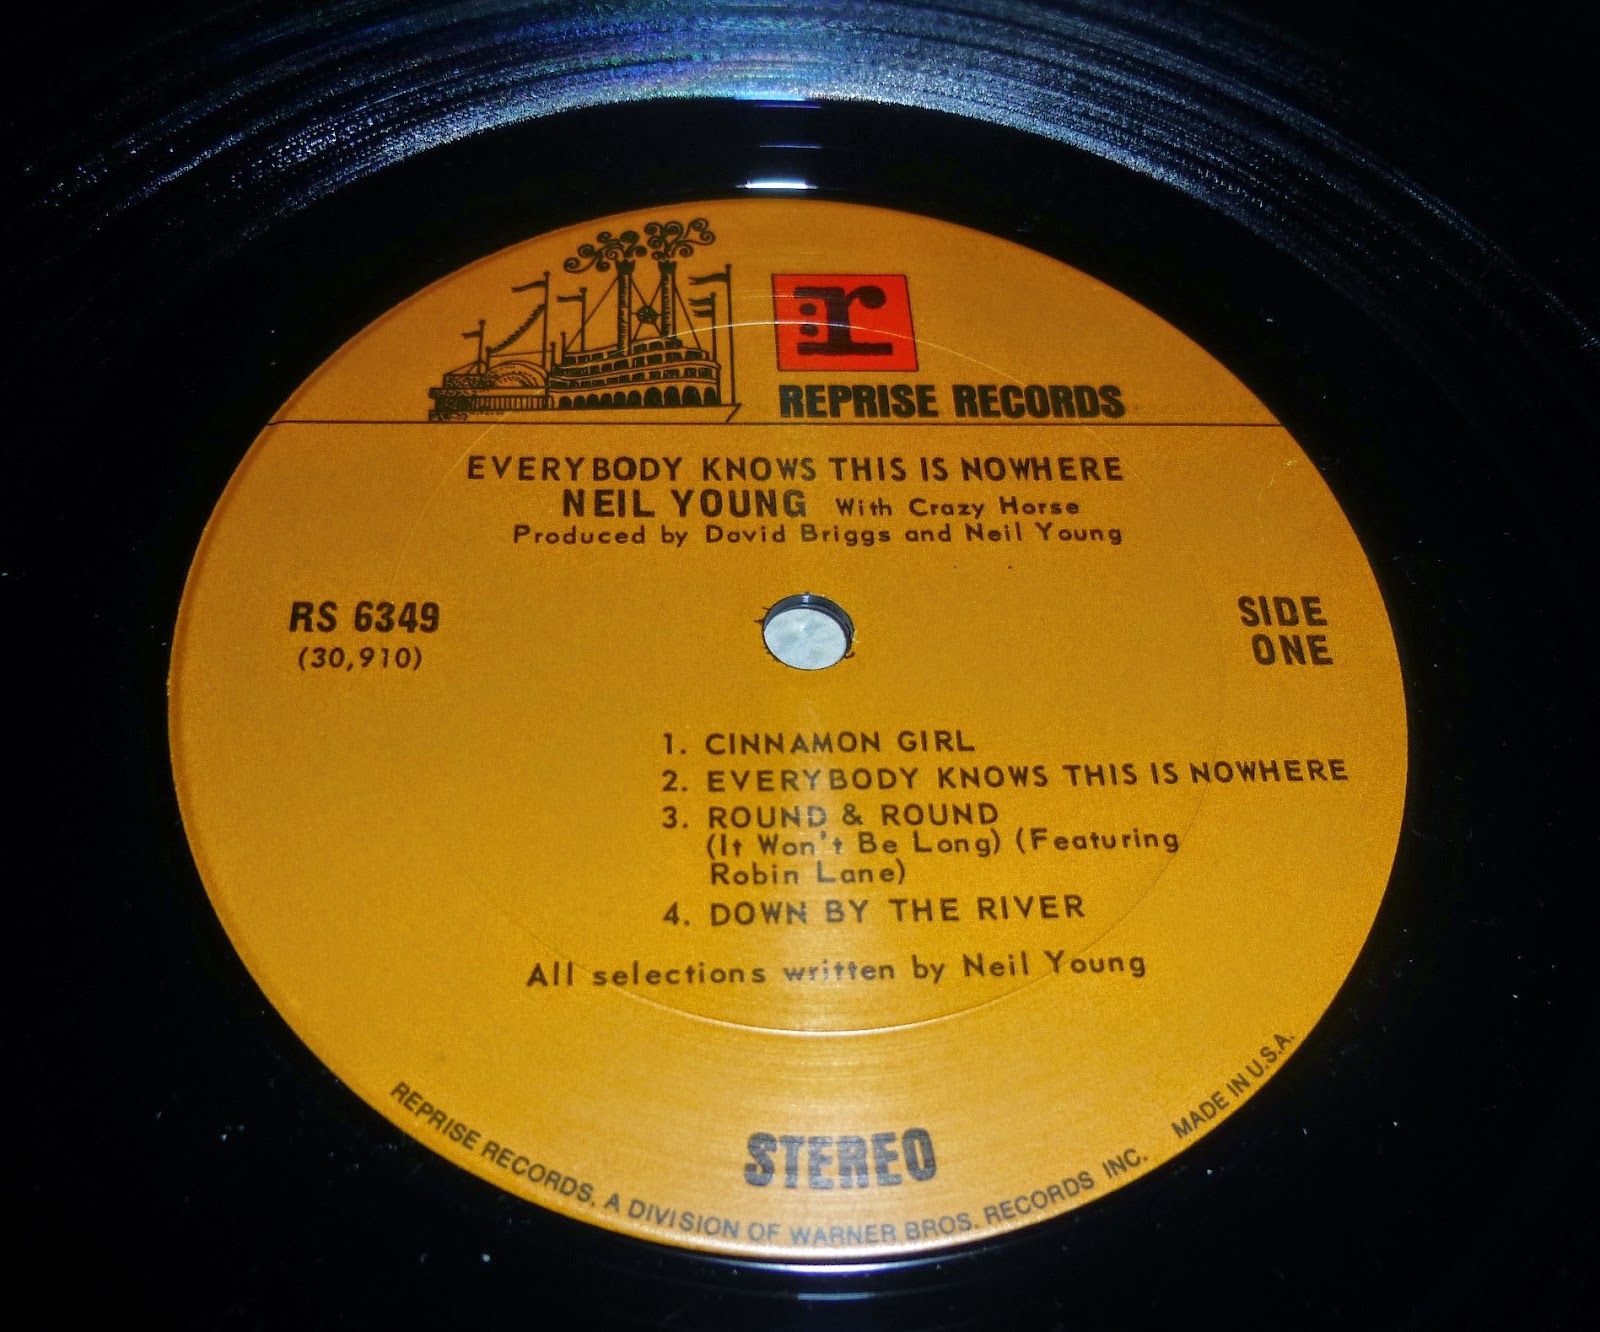 r
REPRISE RECORDS
EVERYBODY KNOWS THIS IS NOWHERE
NEIL YOUNG With Crazy Horse
Produced by David Briggs and Neil Young
RS 6349
(30,910)
SIDE
ONE
1. CINNAMON GIRL
2. EVERYBODY KNOWS THIS IS NOWHERE
3. ROUND & ROUND
(It Won't Be Long) (Featuring
Robin Lane)
4. DOWN BY THE RIVER
All selections written by Neil Young
STEREO
REPRISE RECORDS, A DIVISION OF WARNER BROS. RECORDS INC. MADE IN U.S.A.